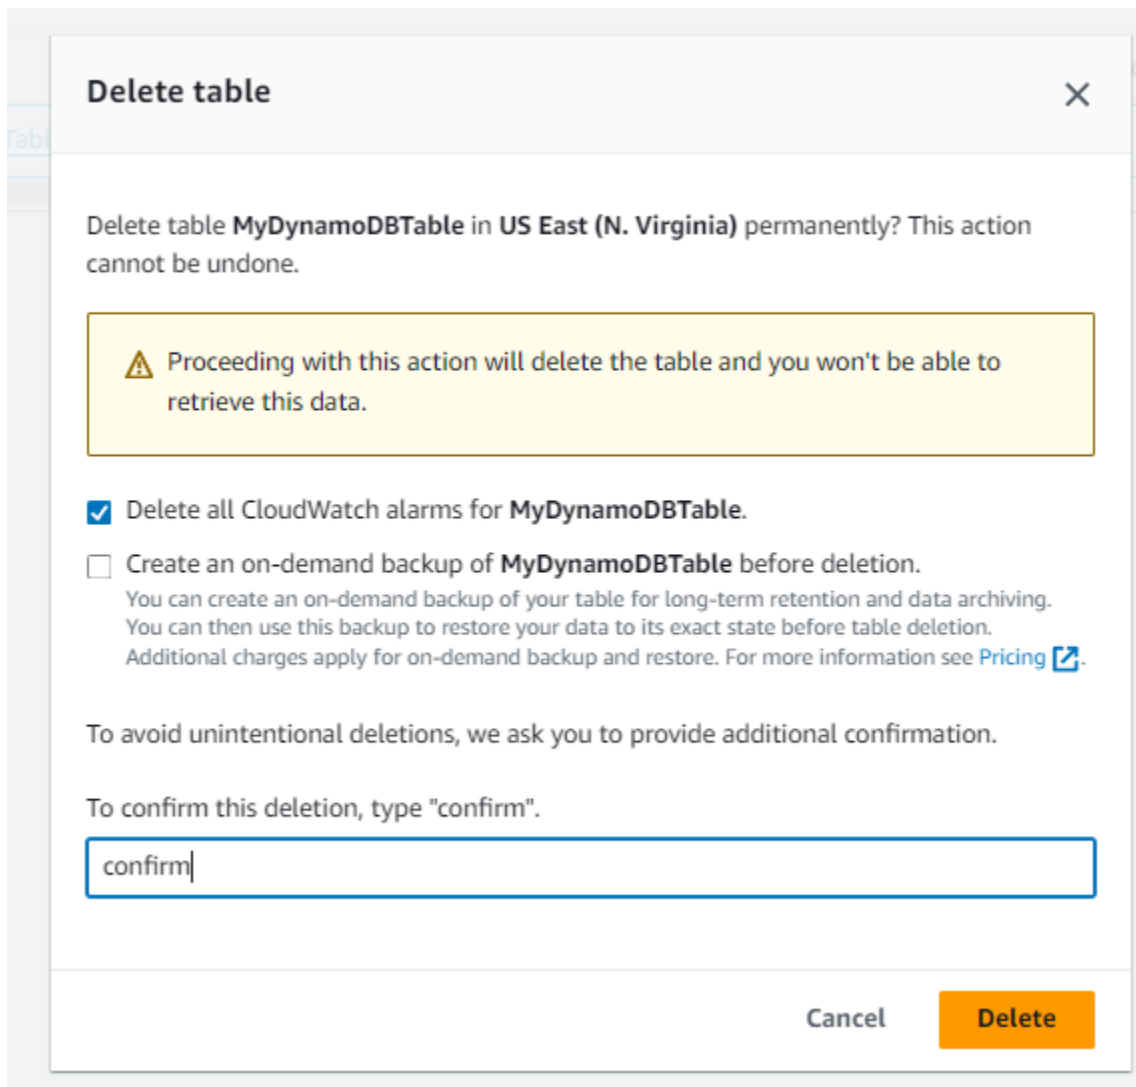 Delete table
Tabl
Delete table MyDynamoDBTable in US East (N. Virginia) permanently? This action
cannot be undone.
Proceeding with this action will delete the table and you won't be able to
retrieve this data.
Delete all CloudWatch alarms for MyDynamoDBTable.
Create an on-demand backup of MyDynamoDBTable before deletion.
You can create an on-demand backup of your table for long-term retention and data archiving.
You can then use this backup to restore your data to its exact state before table deletion.
Additional charges apply for on-demand backup and restore. For more information see Pricing.
To avoid unintentional deletions, we ask you to provide additional confirmation.
To confirm this deletion, type "confirm".
confirm
Cancel Delete